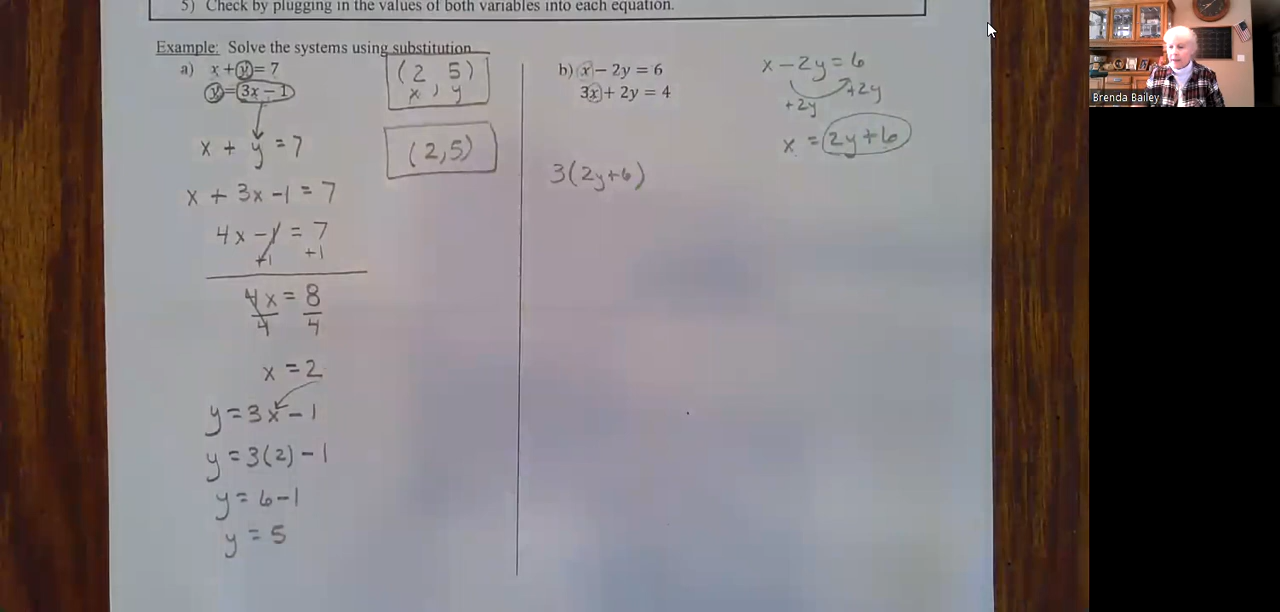 5) Check by plugging in the values of both variables into each equation.
Example: Solve the systems using substitution
a) x + y = 7
y = 3x − 1
x + y = 7
x + 3x - 1 = 7
4x - 1 = 7
+1 +1
4x = 8
4 4
x = 2
y = 3x - 1
y = 3(2) - 1
y = 6 - 1
y = 5
(2 5)
x , y
(2,5)
b) x − 2y = 6
3x + 2y = 4
x - 2y = 6
+2y +2y
x = 2y+6
3(2y+6)
Brenda Bailey